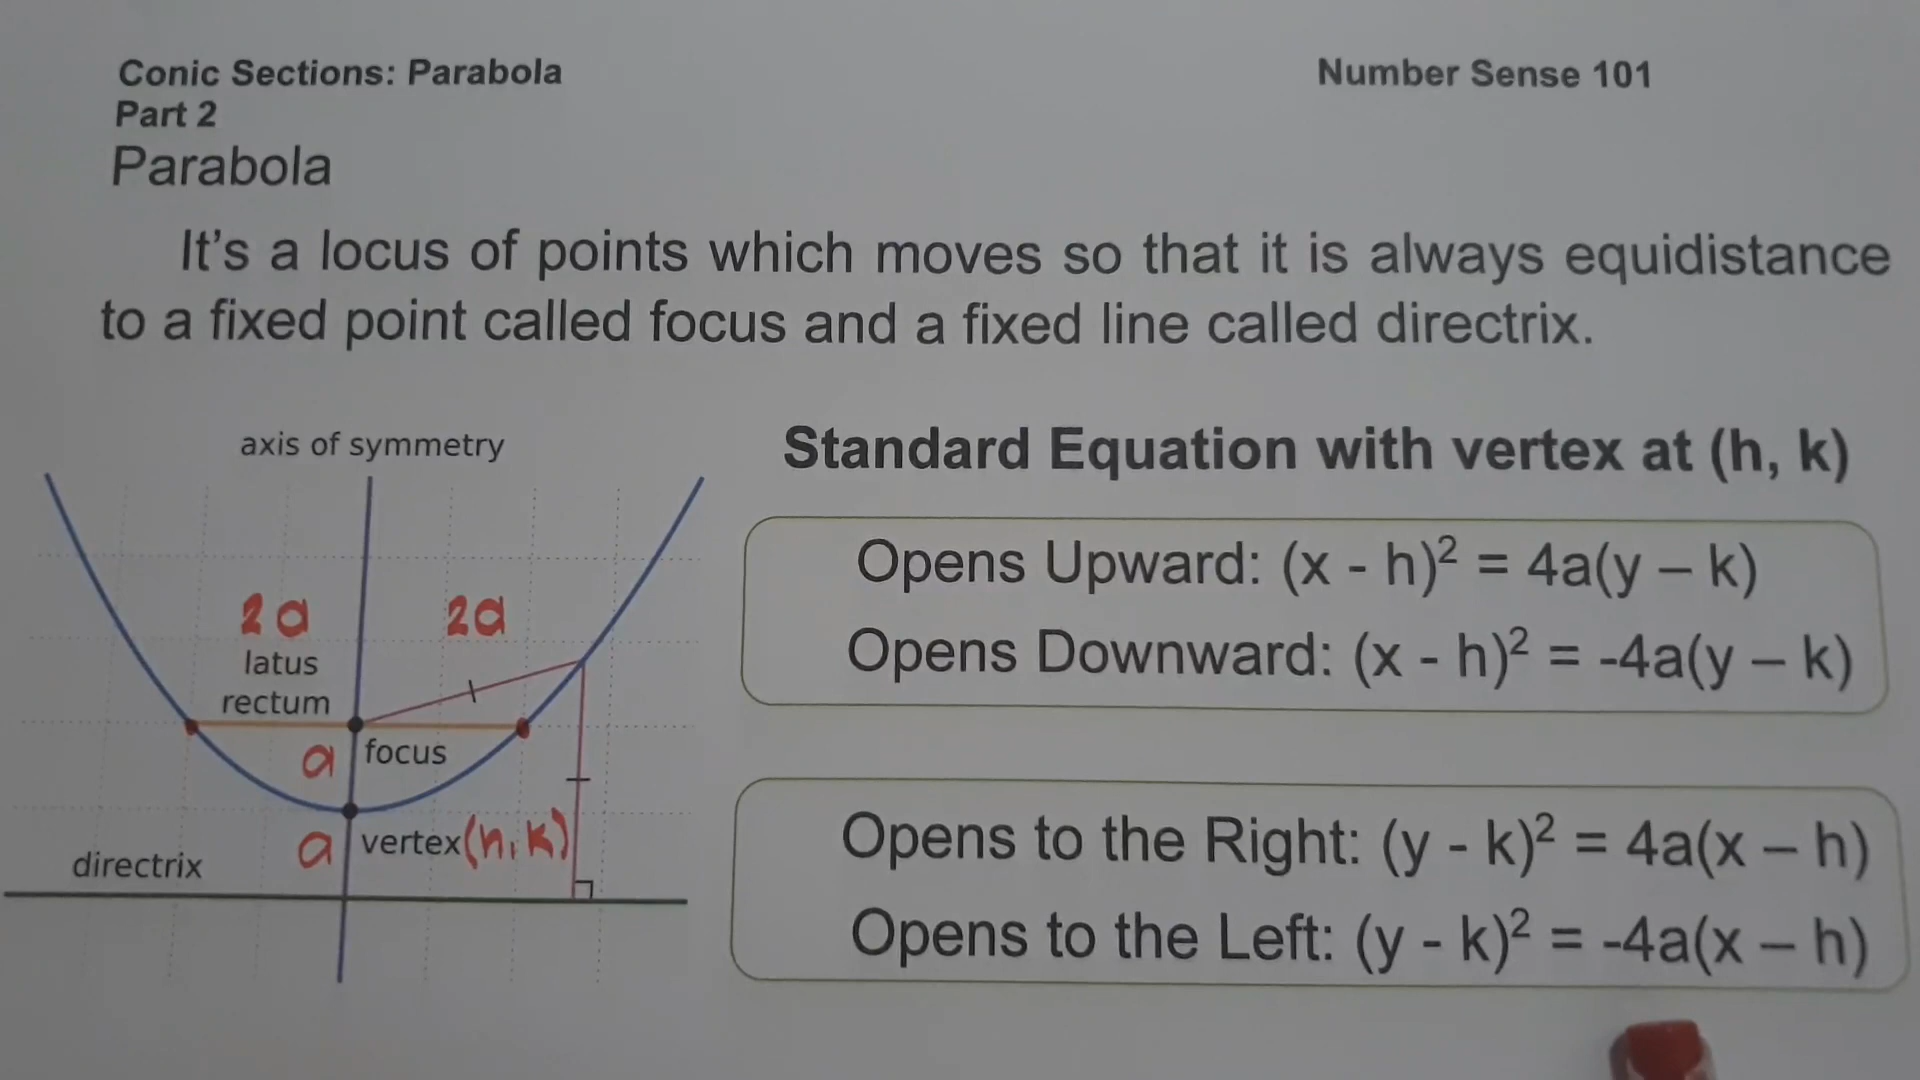 Conic Sections: Parabola
Number Sense 101
Part 2
Parabola
It's a locus of points which moves so that it is always equidistance
to a fixed point called focus and a fixed line called directrix.
axis of symmetry
2a 2a
latus
rectum
a focus
a vertex (h, k)
directrix
Standard Equation with vertex at (h, k)
Opens Upward: (x - h)² = 4a(y – k)
Opens Downward: (x - h)² = -4a(y – k)
Opens to the Right: (y - k)² = 4a(x – h)
Opens to the Left: (y - k)² = -4a(x – h)